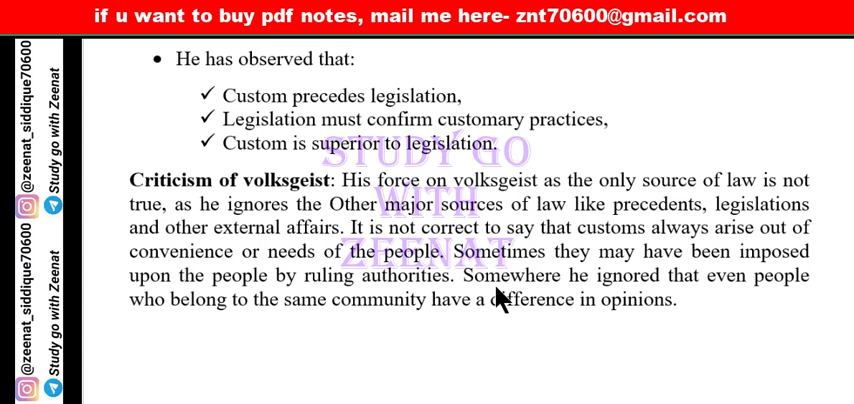 if u want to buy pdf notes, mail me here- znt70600@gmail.com
• He has observed that:
✓ Custom precedes legislation,
✓ Legislation must confirm customary practices,
✓ Custom is superior to legislation.
Criticism of volksgeist: His force on volksgeist as the only source of law is not
true, as he ignores the Other major sources of law like precedents, legislations
and other external affairs. It is not correct to say that customs always arise out of
convenience or needs of the people. Sometimes they may have been imposed
upon the people by ruling authorities. Somewhere he ignored that even people
who belong to the same community have a difference in opinions.
STUDY GO
WITH
ZEENAT
@zeenat_siddique70600
Study go with Zeenat
@zeenat_siddique70600
Study go with Zeenat